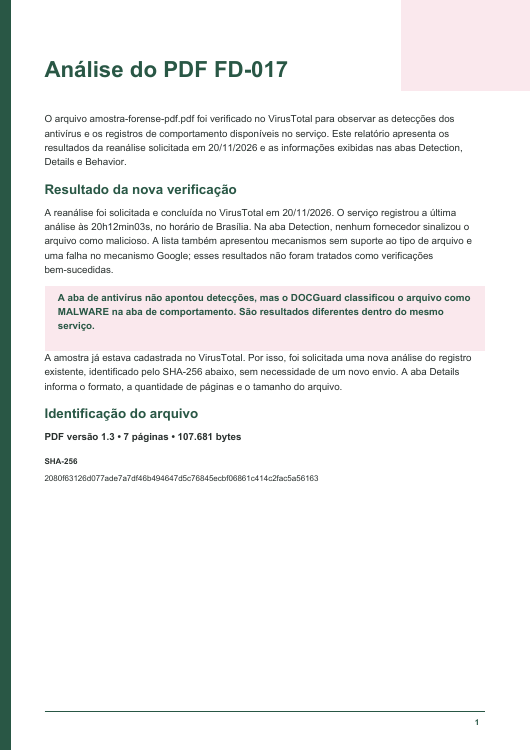 Análise do PDF FD-017
O arquivo amostra-forense-pdf.pdf foi verificado no VirusTotal para observar as detecções dos
antivírus e os registros de comportamento disponíveis no serviço. Este relatório apresenta os
resultados da reanálise solicitada em 20/11/2026 e as informações exibidas nas abas Detection,
Details e Behavior.
Resultado da nova verificação
A reanálise foi solicitada e concluída no VirusTotal em 20/11/2026. O serviço registrou a última
análise às 20h12min03s, no horário de Brasília. Na aba Detection, nenhum fornecedor sinalizou o
arquivo como malicioso. A lista também apresentou mecanismos sem suporte ao tipo de arquivo e
uma falha no mecanismo Google; esses resultados não foram tratados como verificações
bem-sucedidas.
A aba de antivírus não apontou detecções, mas o DOCGuard classificou o arquivo como
MALWARE na aba de comportamento. São resultados diferentes dentro do mesmo
serviço.
A amostra já estava cadastrada no VirusTotal. Por isso, foi solicitada uma nova análise do registro
existente, identificado pelo SHA-256 abaixo, sem necessidade de um novo envio. A aba Details
informa o formato, a quantidade de páginas e o tamanho do arquivo.
Identificação do arquivo
PDF versão 1.3 • 7 páginas • 107.681 bytes
SHA-256
2080f63126d077ade7a7df46b494647d5c76845ecbf06861c414c2fac5a56163
1